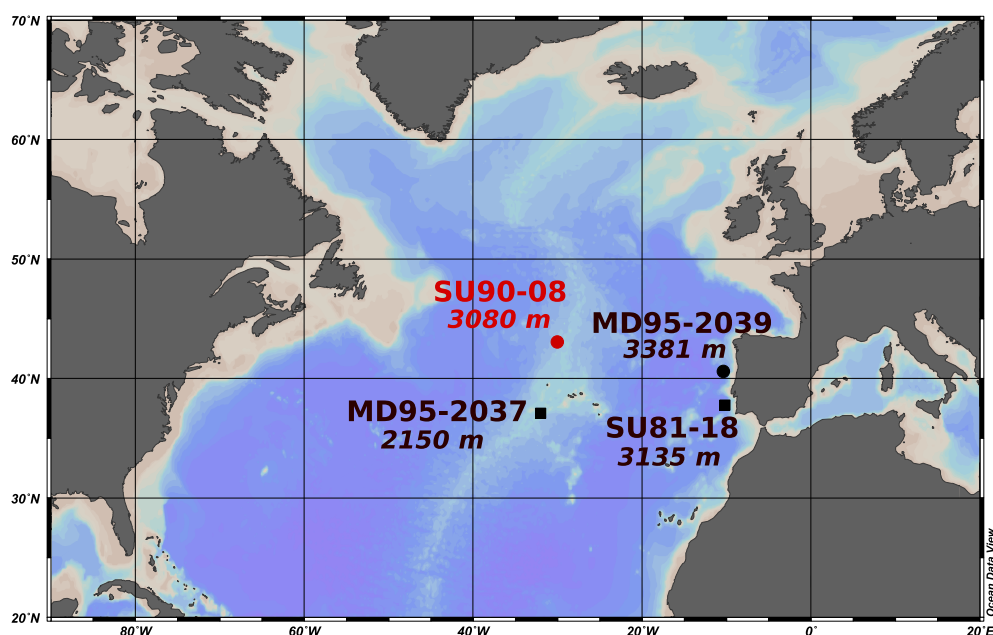 70˚N
60˚N
50˚N
SU90-08
3080 m
MD95-2039
3381 m
40˚N
MD95-2037
2150 m
SU81-18
3135 m
30˚N
20˚N
80˚W
60˚W
40˚W
20˚W
0˚
20˚E
Ocean Data View